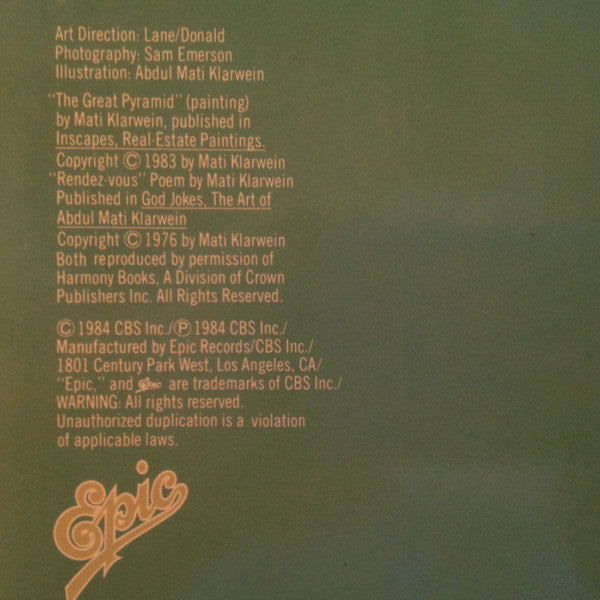 Art Direction: Lane/Donald
Photography: Sam Emerson
Illustration: Abdul Mati Klarwein
"The Great Pyramid" (painting)
by Mati Klarwein, published in
Inscapes, Real-Estate Paintings.
Copyright © 1983 by Mati Klarwein
"Rendez-vous" Poem by Mati Klarwein
Published in God Jokes, The Art of
Abdul Mati Klarwein
Copyright © 1976 by Mati Klarwein
Both reproduced by permission of
Harmony Books, A Division of Crown
Publishers Inc. All Rights Reserved.
© 1984 CBS Inc./℗ 1984 CBS Inc./
Manufactured by Epic Records/CBS Inc./
1801 Century Park West, Los Angeles, CA/
"Epic," and Epic are trademarks of CBS Inc./
WARNING: All rights reserved.
Unauthorized duplication is a violation
of applicable laws.
Epic